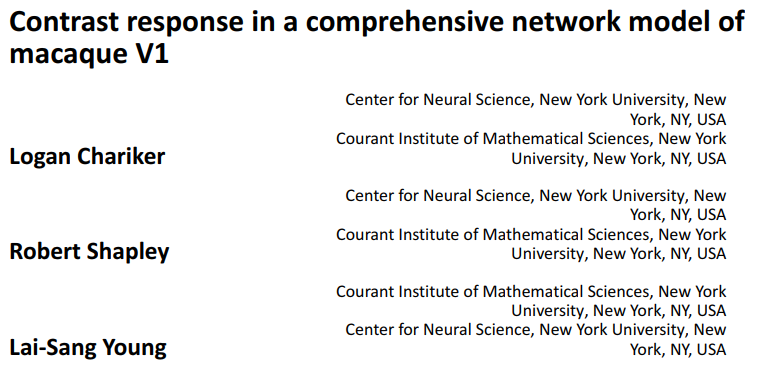 Contrast response in a comprehensive network model of
macaque V1
Center for Neural Science, New York University, New
York, NY, USA
Courant Institute of Mathematical Sciences, New York
University, New York, NY, USA
Logan Chariker
Center for Neural Science, New York University, New
York, NY, USA
Courant Institute of Mathematical Sciences, New York
University, New York, NY, USA
Robert Shapley
Courant Institute of Mathematical Sciences, New York
University, New York, NY, USA
Center for Neural Science, New York University, New
York, NY, USA
Lai-Sang Young